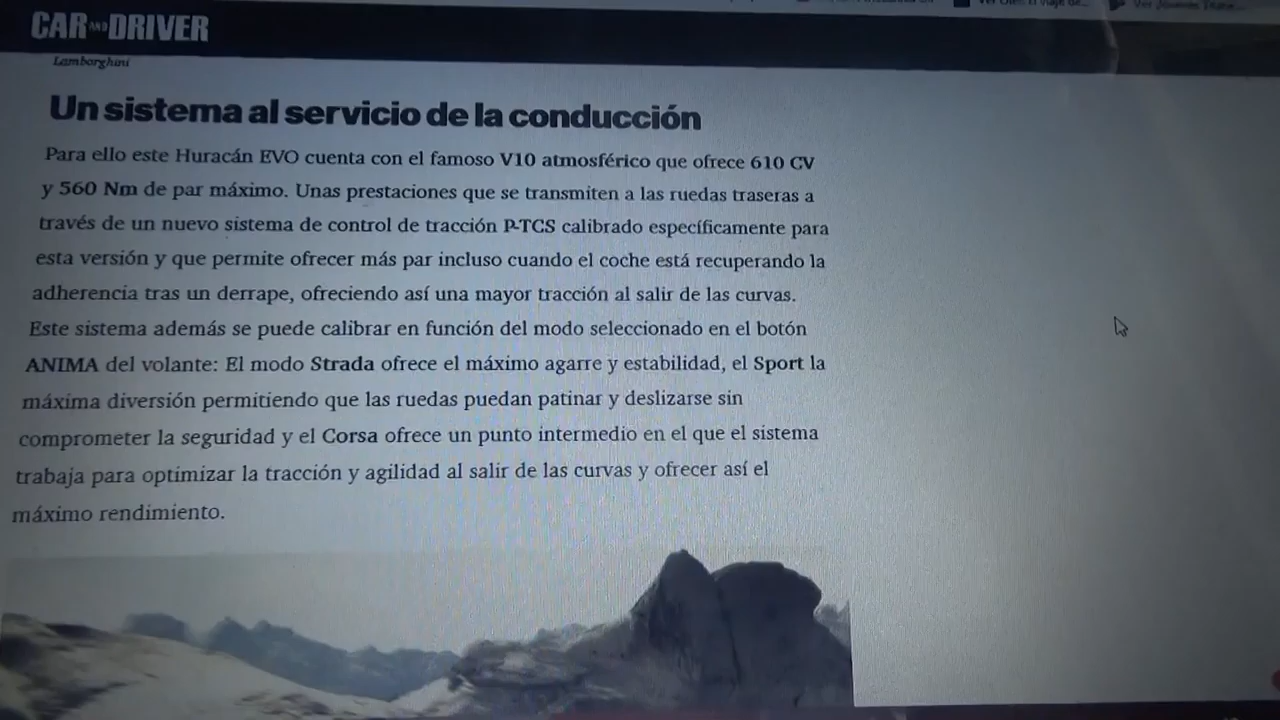 CAR AND DRIVER
Lamborghini
Un sistema al servicio de la conducción
Para ello este Huracán EVO cuenta con el famoso V10 atmosférico que ofrece 610 CV
y 560 Nm de par máximo. Unas prestaciones que se transmiten a las ruedas traseras a
través de un nuevo sistema de control de tracción P-TCS calibrado específicamente para
esta versión y que permite ofrecer más par incluso cuando el coche está recuperando la
adherencia tras un derrape, ofreciendo así una mayor tracción al salir de las curvas.
Este sistema además se puede calibrar en función del modo seleccionado en el botón
ANIMA del volante: El modo Strada ofrece el máximo agarre y estabilidad, el Sport la
máxima diversión permitiendo que las ruedas puedan patinar y deslizarse sin
comprometer la seguridad y el Corsa ofrece un punto intermedio en el que el sistema
trabaja para optimizar la tracción y agilidad al salir de las curvas y ofrecer así el
máximo rendimiento.